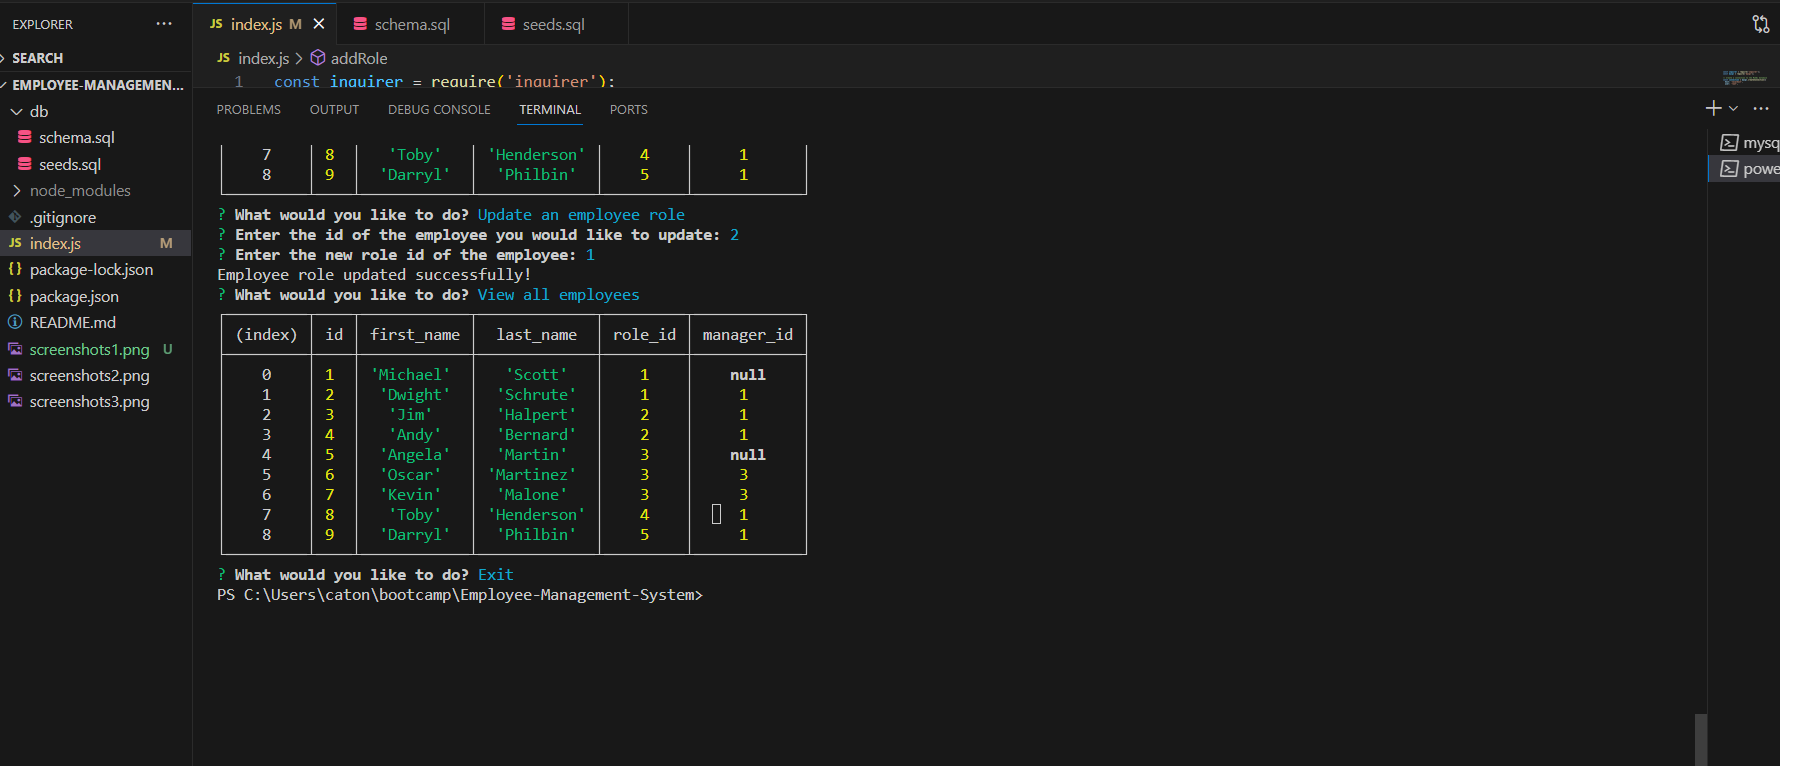 EXPLORER ···
SEARCH
EMPLOYEE-MANAGEMEN...
db
schema.sql
seeds.sql
node_modules
.gitignore
JS index.js M
{} package-lock.json
{} package.json
README.md
screenshots1.png U
screenshots2.png
screenshots3.png
JS index.js M × schema.sql seeds.sql
JS index.js > addRole
1 const inquirer = require('inquirer');
PROBLEMS OUTPUT DEBUG CONSOLE TERMINAL PORTS
7 8 'Toby' 'Henderson' 4 1
8 9 'Darryl' 'Philbin' 5 1
? What would you like to do? Update an employee role
? Enter the id of the employee you would like to update: 2
? Enter the new role id of the employee: 1
Employee role updated successfully!
? What would you like to do? View all employees
(index) id first_name last_name role_id manager_id
0 1 'Michael' 'Scott' 1 null
1 2 'Dwight' 'Schrute' 1 1
2 3 'Jim' 'Halpert' 2 1
3 4 'Andy' 'Bernard' 2 1
4 5 'Angela' 'Martin' 3 null
5 6 'Oscar' 'Martinez' 3 3
6 7 'Kevin' 'Malone' 3 3
7 8 'Toby' 'Henderson' 4 1
8 9 'Darryl' 'Philbin' 5 1
? What would you like to do? Exit
PS C:\Users\caton\bootcamp\Employee-Management-System>
mysq
powe